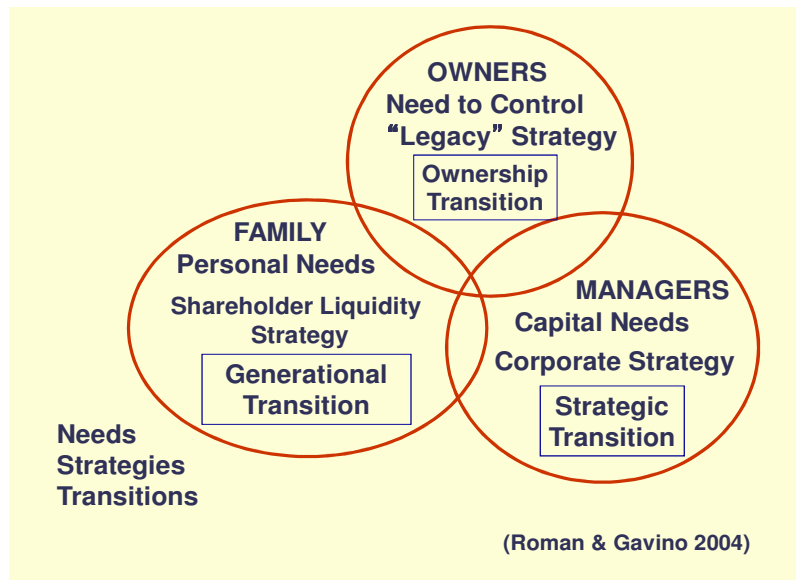 OWNERS
Need to Control
“Legacy” Strategy
Ownership
Transition
FAMILY
Personal Needs
Shareholder Liquidity
Strategy
Generational
Transition
MANAGERS
Capital Needs
Corporate Strategy
Strategic
Transition
Needs
Strategies
Transitions
(Roman & Gavino 2004)